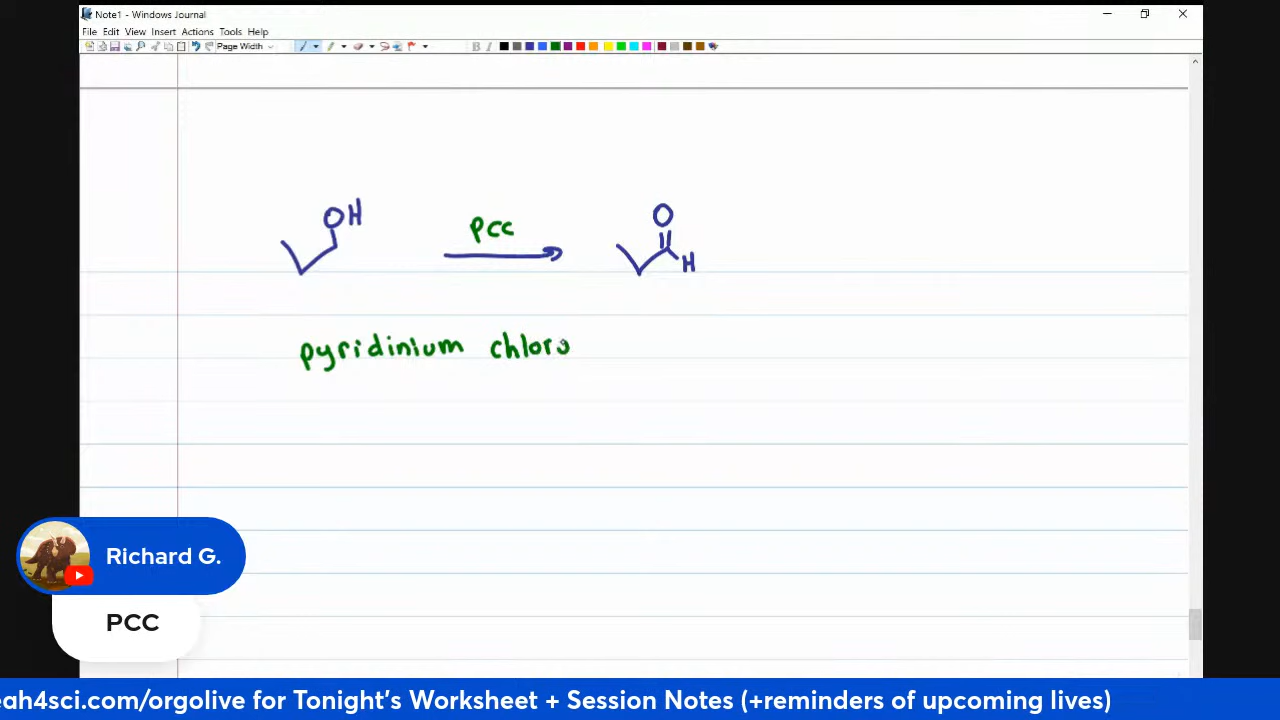 Note1 - Windows Journal
File Edit View Insert Actions Tools Help
Page Width
B I
OH
PCC
O
H
pyridinium chloro
Richard G.
PCC
eah4sci.com/orgolive for Tonight's Worksheet + Session Notes (+reminders of upcoming lives)